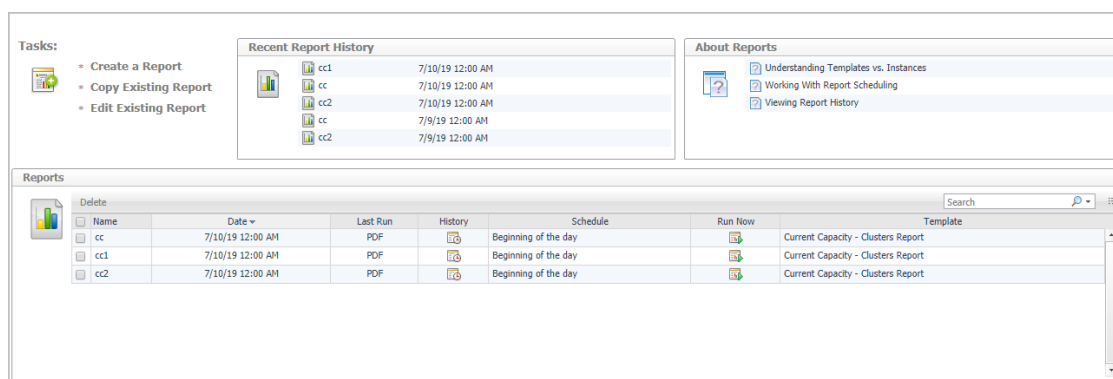 Tasks:
Create a Report
Copy Existing Report
Edit Existing Report
Recent Report History
cc1 7/10/19 12:00 AM
cc 7/10/19 12:00 AM
cc2 7/10/19 12:00 AM
cc 7/9/19 12:00 AM
cc2 7/9/19 12:00 AM
About Reports
Understanding Templates vs. Instances
Working With Report Scheduling
Viewing Report History
Reports
Delete Search
Name Date Last Run History Schedule Run Now Template
cc 7/10/19 12:00 AM PDF Beginning of the day Current Capacity - Clusters Report
cc1 7/10/19 12:00 AM PDF Beginning of the day Current Capacity - Clusters Report
cc2 7/10/19 12:00 AM PDF Beginning of the day Current Capacity - Clusters Report